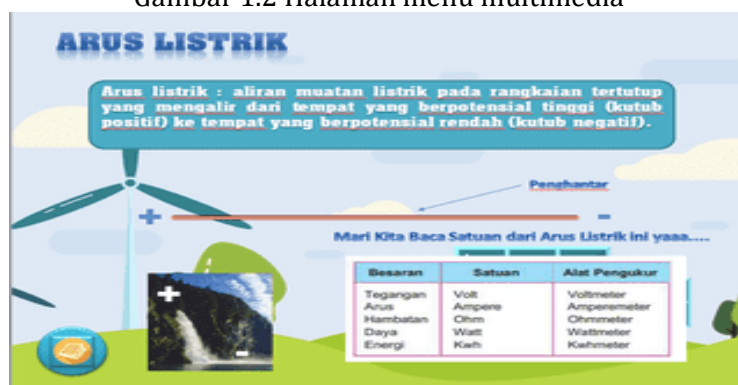 Gambar 1.2 Halaman menu multimedia
ARUS LISTRIK
Arus listrik : aliran muatan listrik pada rangkaian tertutup
yang mengalir dari tempat yang berpotensial tinggi (kutub
positif) ke tempat yang berpotensial rendah (kutub negatif).
Penghantar
+ -
Mari Kita Baca Satuan dari Arus Listrik ini yaaa....
Besaran Satuan Alat Pengukur
Tegangan Volt Voltmeter
Arus Ampere Amperemeter
Hambatan Ohm Ohmmeter
Daya Watt Wattmeter
Energi Kwh Kwhmeter
+
-